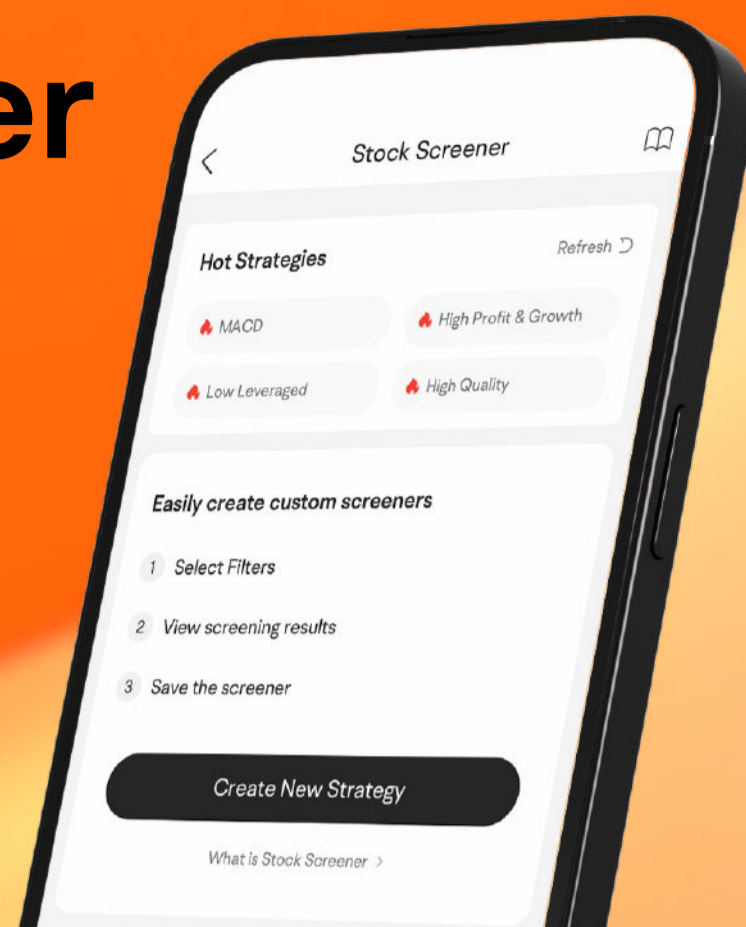 er
Stock Screener
Hot Strategies
Refresh
MACD
High Profit & Growth
Low Leveraged
High Quality
Easily create custom screeners
1 Select Filters
2 View screening results
3 Save the screener
Create New Strategy
What is Stock Screener >